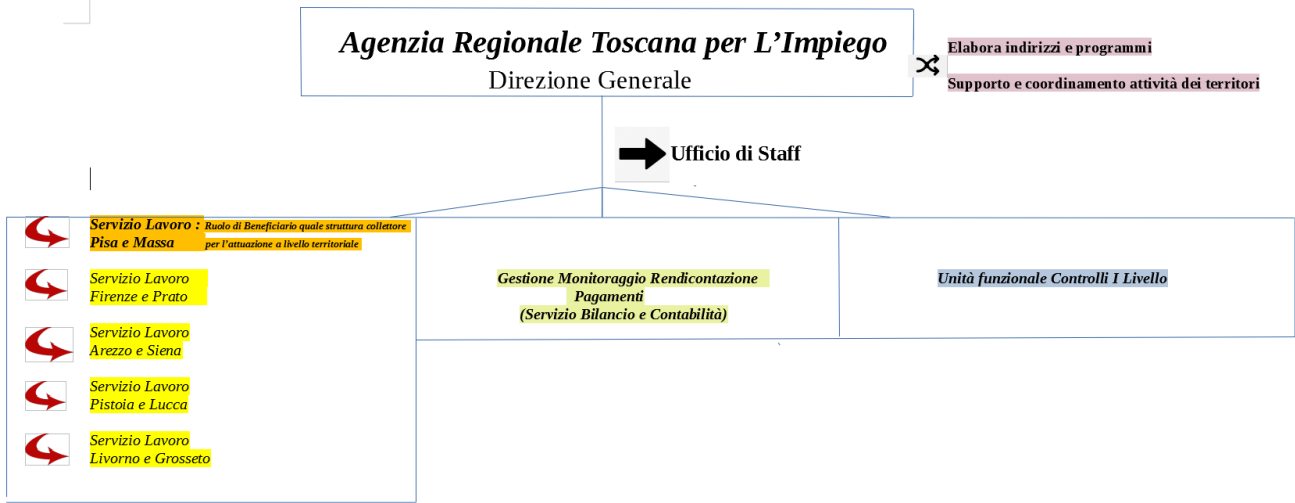 Agenzia Regionale Toscana per L’Impiego
Direzione Generale
Elabora indirizzi e programmi
Supporto e coordinamento attività dei territori
Ufficio di Staff
Servizio Lavoro : Ruolo di Beneficiario quale struttura collettore
Pisa e Massa per l’attuazione a livello territoriale
Servizio Lavoro
Firenze e Prato
Servizio Lavoro
Arezzo e Siena
Servizio Lavoro
Pistoia e Lucca
Servizio Lavoro
Livorno e Grosseto
Gestione Monitoraggio Rendicontazione
Pagamenti
(Servizio Bilancio e Contabilità)
Unità funzionale Controlli I Livello